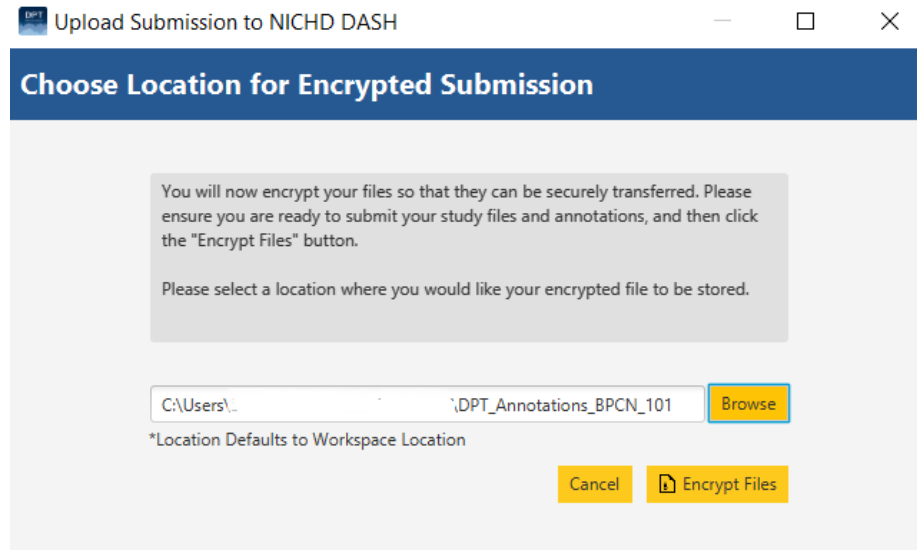 DPT
Upload Submission to NICHD DASH
Choose Location for Encrypted Submission
You will now encrypt your files so that they can be securely transferred. Please
ensure you are ready to submit your study files and annotations, and then click
the "Encrypt Files" button.
Please select a location where you would like your encrypted file to be stored.
C:\Users\ \DPT_Annotations_BPCN_101
Browse
*Location Defaults to Workspace Location
Cancel
Encrypt Files